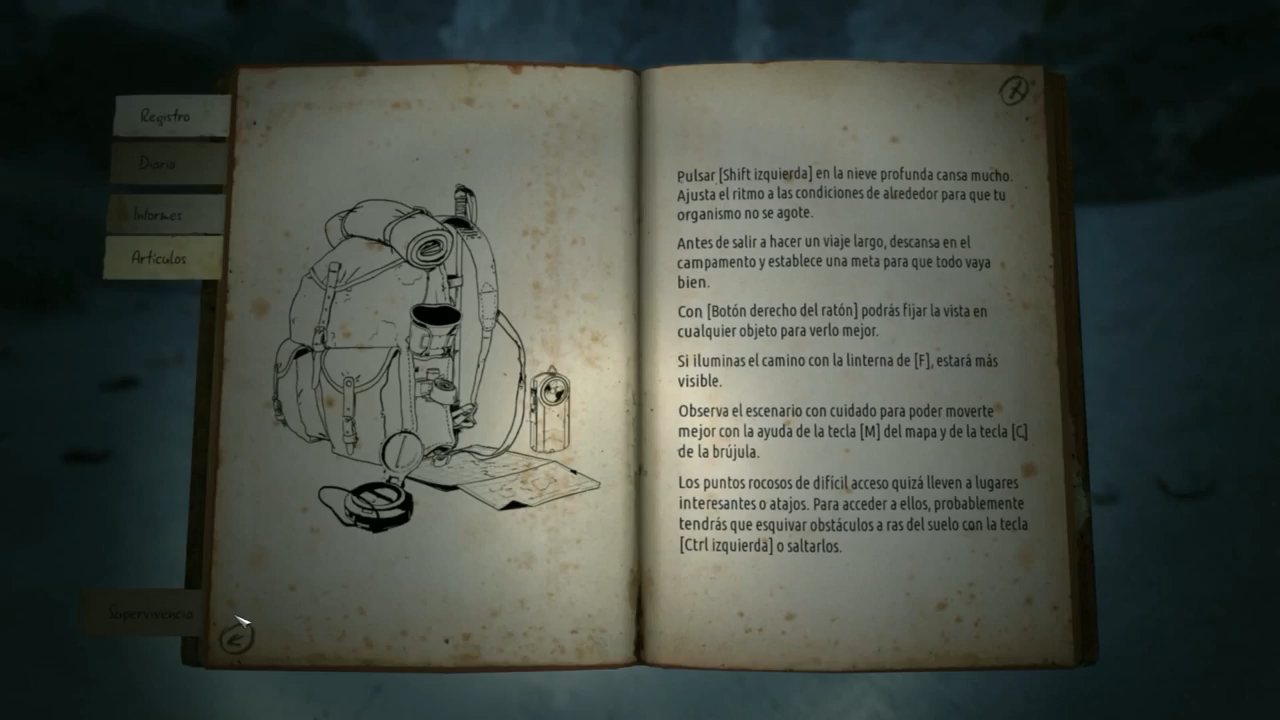 Registro
Diario
Informes
Artículos
Supervivencia
Pulsar [Shift izquierda] en la nieve profunda cansa mucho.
Ajusta el ritmo a las condiciones de alrededor para que tu
organismo no se agote.
Antes de salir a hacer un viaje largo, descansa en el
campamento y establece una meta para que todo vaya
bien.
Con [Botón derecho del ratón] podrás fijar la vista en
cualquier objeto para verlo mejor.
Si iluminas el camino con la linterna de [F], estará más
visible.
Observa el escenario con cuidado para poder moverte
mejor con la ayuda de la tecla [M] del mapa y de la tecla [C]
de la brújula.
Los puntos rocosos de difícil acceso quizá lleven a lugares
interesantes o atajos. Para acceder a ellos, probablemente
tendrás que esquivar obstáculos a ras del suelo con la tecla
[Ctrl izquierda] o saltarlos.